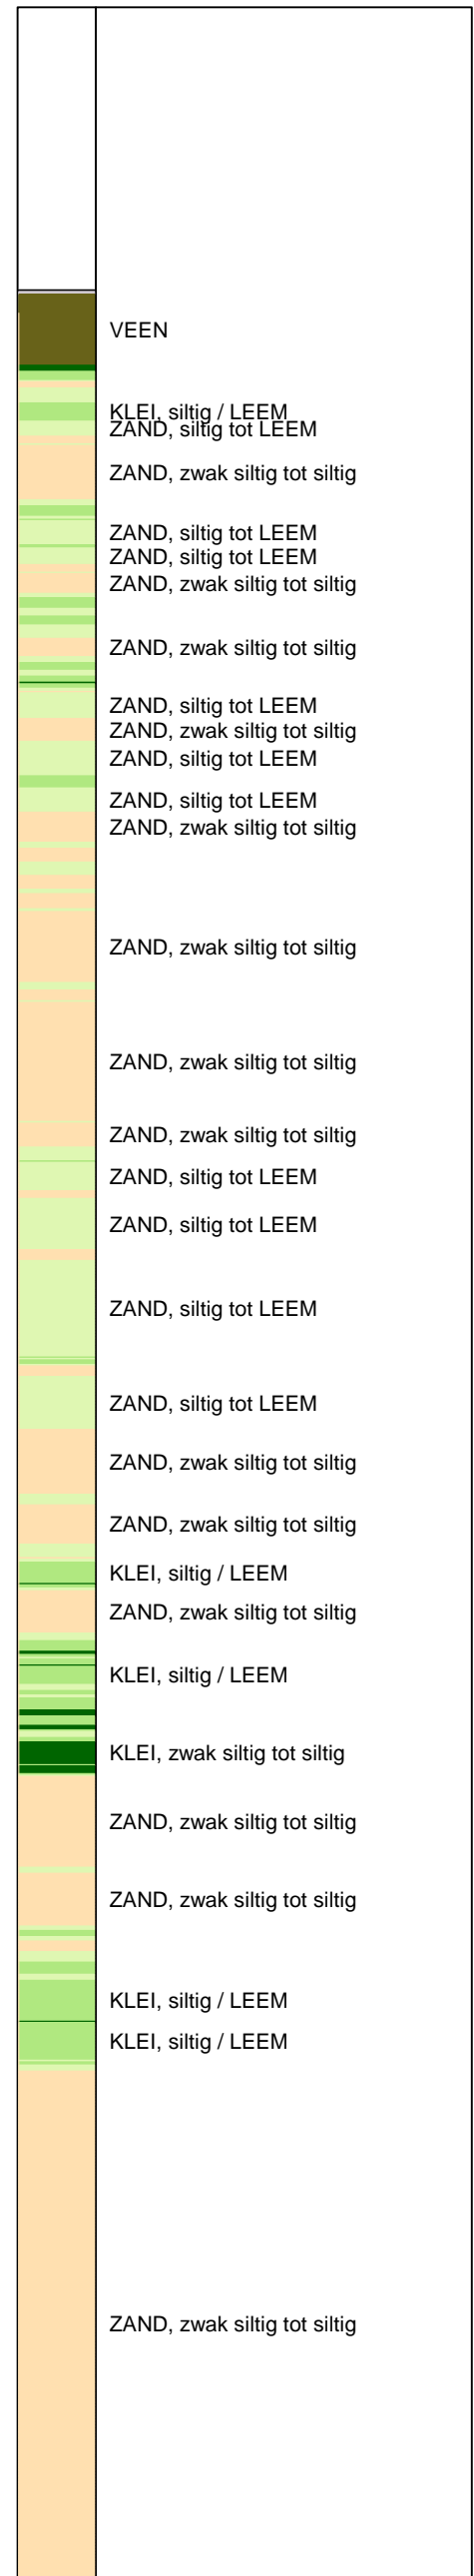 VEEN
KLEI, siltig / LEEM
ZAND, siltig tot LEEM
ZAND, zwak siltig tot siltig
ZAND, siltig tot LEEM
ZAND, siltig tot LEEM
ZAND, zwak siltig tot siltig
ZAND, zwak siltig tot siltig
ZAND, siltig tot LEEM
ZAND, zwak siltig tot siltig
ZAND, siltig tot LEEM
ZAND, siltig tot LEEM
ZAND, zwak siltig tot siltig
ZAND, zwak siltig tot siltig
ZAND, zwak siltig tot siltig
ZAND, zwak siltig tot siltig
ZAND, siltig tot LEEM
ZAND, siltig tot LEEM
ZAND, siltig tot LEEM
ZAND, siltig tot LEEM
ZAND, zwak siltig tot siltig
ZAND, zwak siltig tot siltig
KLEI, siltig / LEEM
ZAND, zwak siltig tot siltig
KLEI, siltig / LEEM
KLEI, zwak siltig tot siltig
ZAND, zwak siltig tot siltig
ZAND, zwak siltig tot siltig
KLEI, siltig / LEEM
KLEI, siltig / LEEM
ZAND, zwak siltig tot siltig